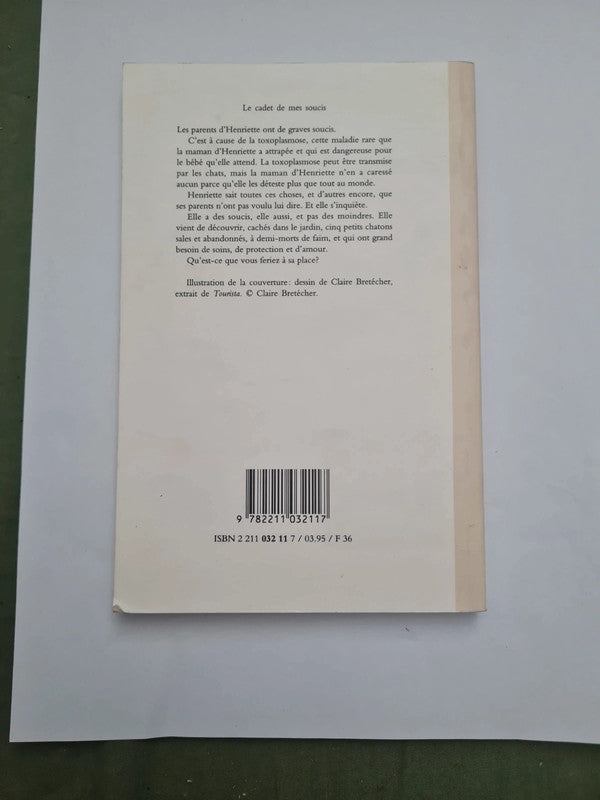 Le cadet de mes soucis
Les parents d'Henriette ont de graves soucis.
C'est à cause de la toxoplasmose, cette maladie rare que
la maman d'Henriette a attrapée et qui est dangereuse pour
le bébé qu'elle attend. La toxoplasmose peut être transmise
par les chats, mais la maman d'Henriette n'en a caressé
aucun parce qu'elle les déteste plus que tout au monde.
Henriette sait toutes ces choses, et d'autres encore, que
ses parents n'ont pas voulu lui dire. Et elle s'inquiète.
Elle a des soucis, elle aussi, et pas des moindres. Elle
vient de découvrir, cachés dans le jardin, cinq petits chatons
sales et abandonnés, à demi-morts de faim, et qui ont grand
besoin de soins, de protection et d'amour.
Qu'est-ce que vous feriez à sa place?
Illustration de la couverture: dessin de Claire Bretécher,
extrait de Tourista. © Claire Bretécher.
9 782211 032117
ISBN 2 211 032 11 7 / 03.95 / F 36